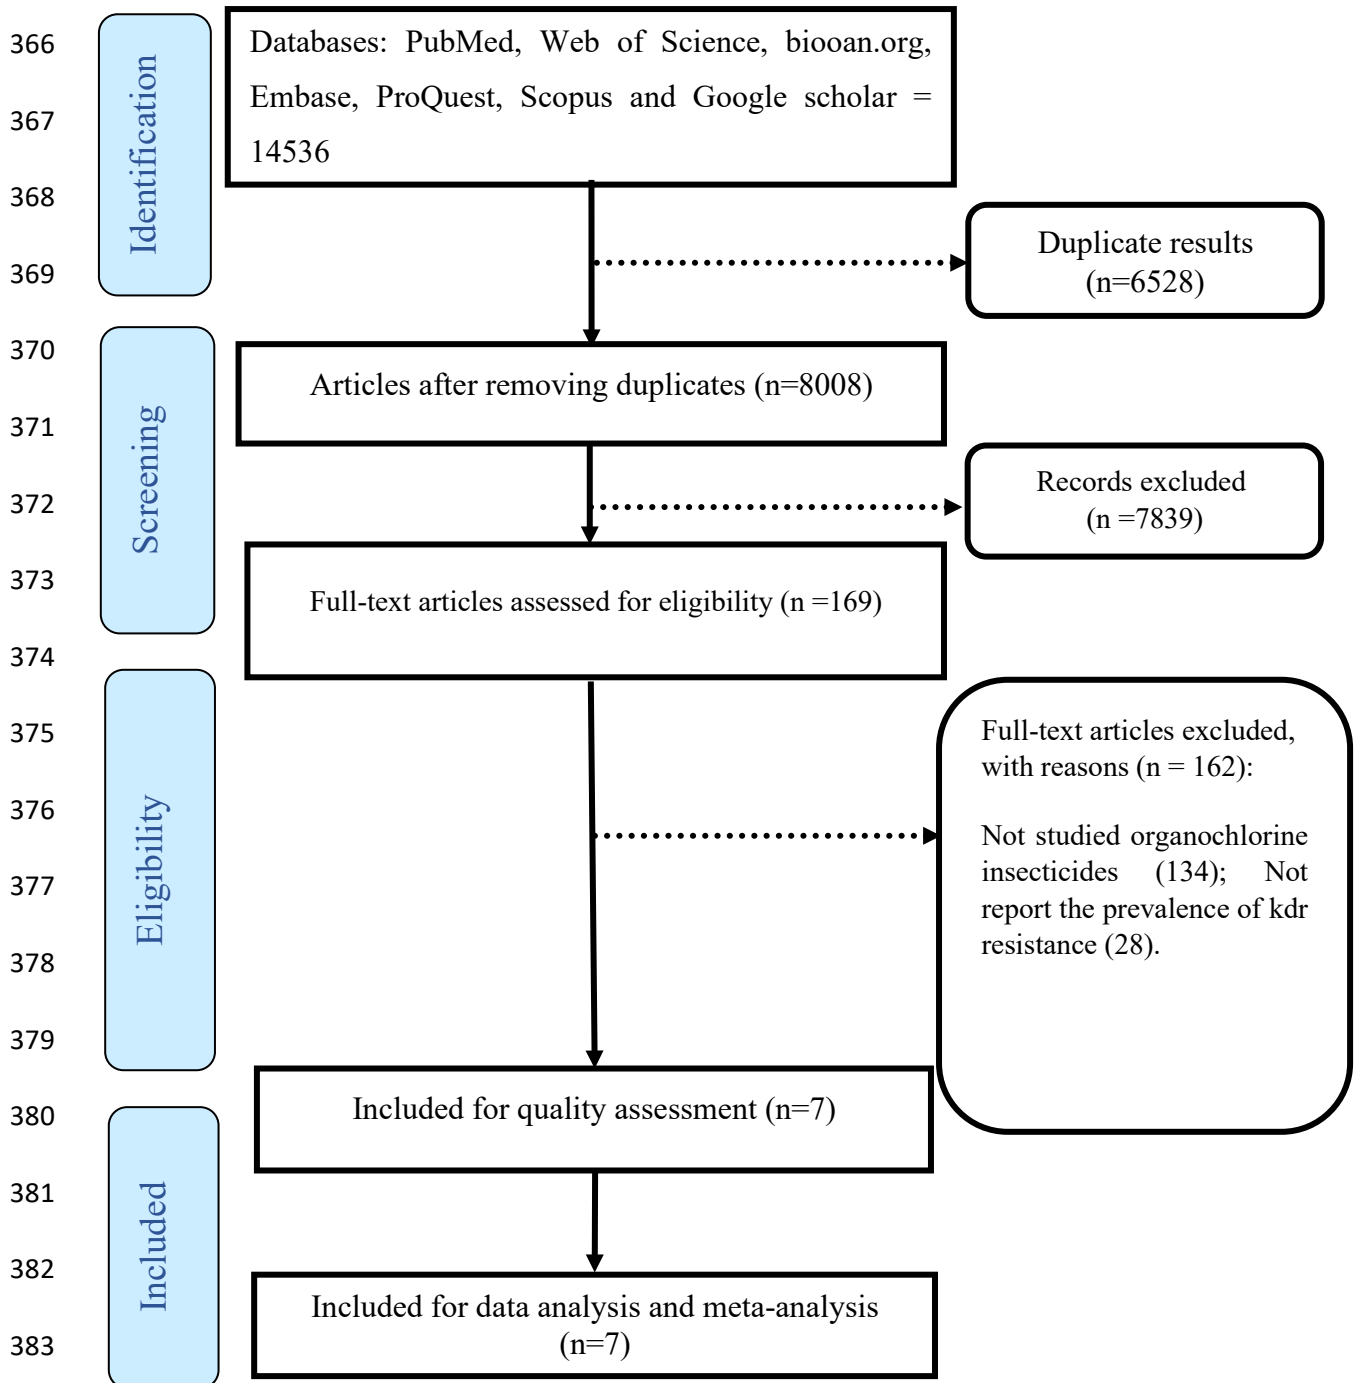 366
Databases: PubMed, Web of Science, biooan.org,
Embase, ProQuest, Scopus and Google scholar =
14536
367
368
Identification
Duplicate results
(n=6528)
369
370
Articles after removing duplicates (n=8008)
371
Screening
Records excluded
(n =7839)
372
373
Full-text articles assessed for eligibility (n =169)
374
375
Full-text articles excluded,
with reasons (n = 162):
Not studied organochlorine
insecticides (134); Not
report the prevalence of kdr
resistance (28).
376
Eligibility
377
378
379
380
Included for quality assessment (n=7)
381
Included
382
Included for data analysis and meta-analysis
(n=7)
383